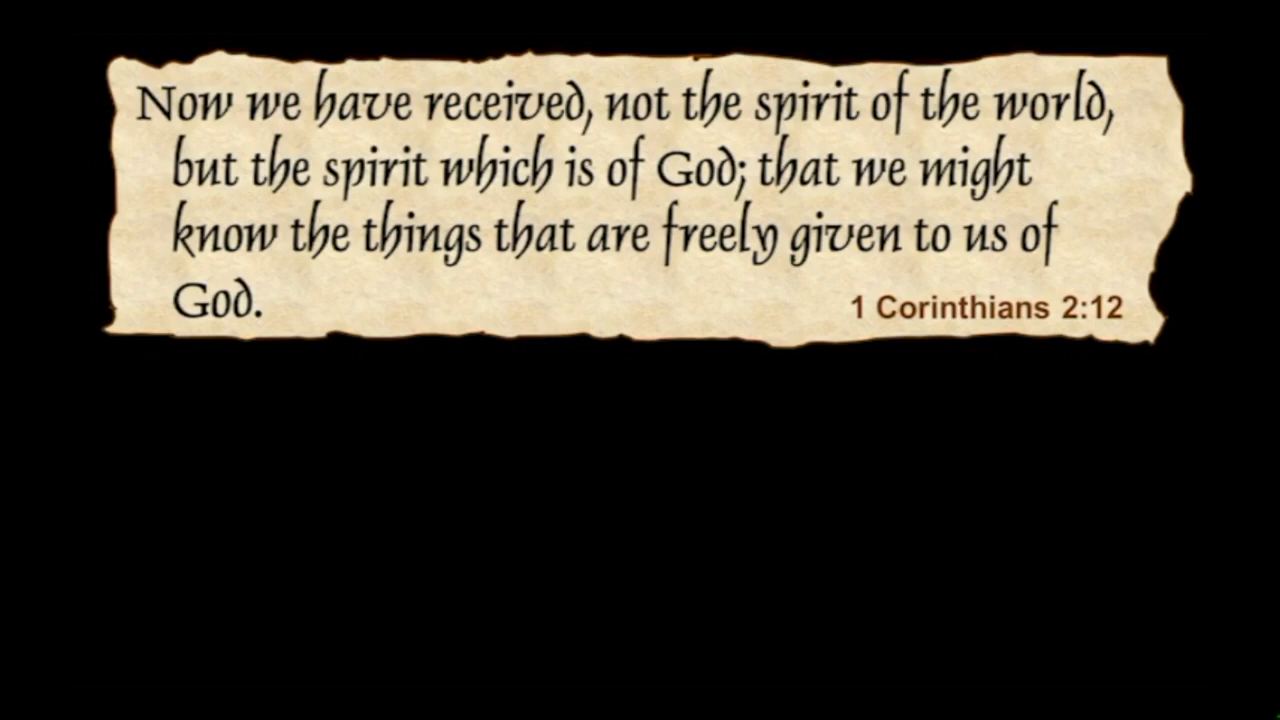 Now we have received, not the spirit of the world,
but the spirit which is of God; that we might
know the things that are freely given to us of
God.
1 Corinthians 2:12